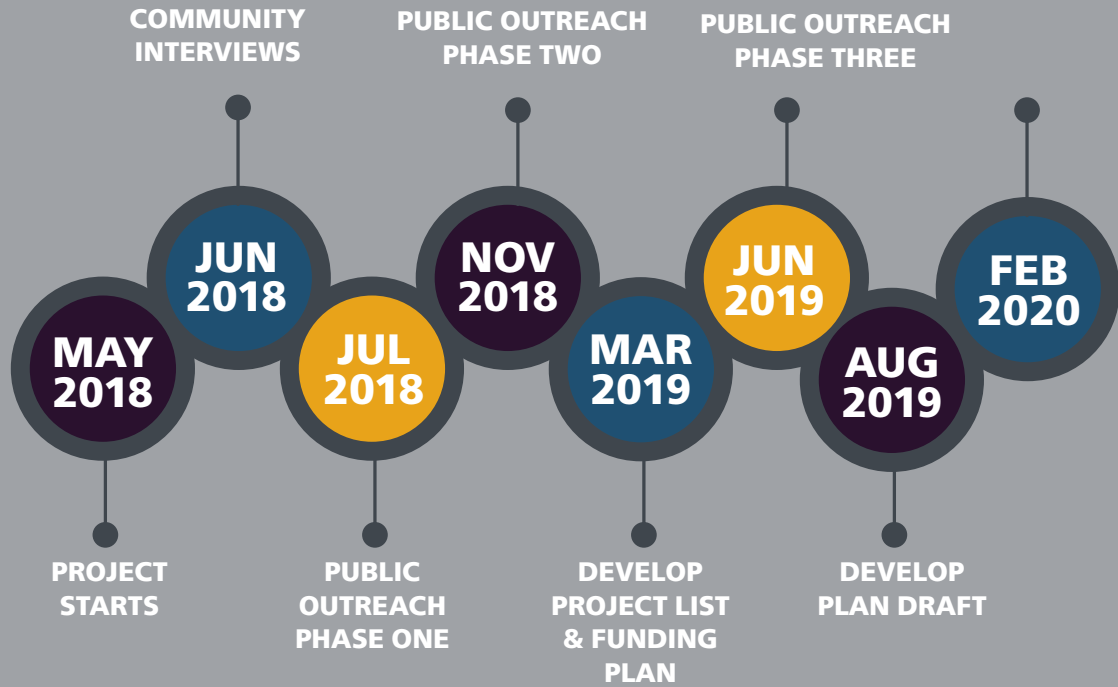 COMMUNITY
INTERVIEWS
PUBLIC OUTREACH
PHASE TWO
PUBLIC OUTREACH
PHASE THREE
MAY
2018
JUN
2018
JUL
2018
NOV
2018
MAR
2019
JUN
2019
AUG
2019
FEB
2020
PROJECT
STARTS
PUBLIC
OUTREACH
PHASE ONE
DEVELOP
PROJECT LIST
& FUNDING
PLAN
DEVELOP
PLAN DRAFT